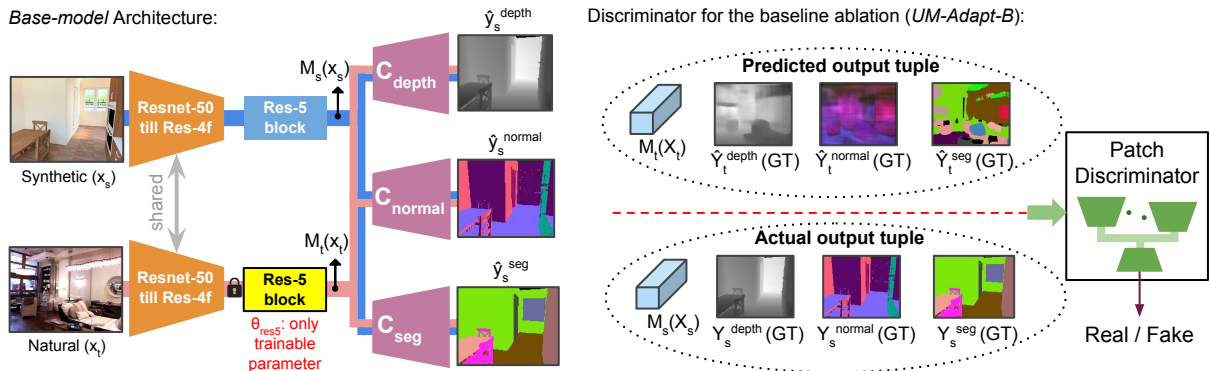 Base-model Architecture:
Resnet-50
till Res-4f
Synthetic (xₛ)
Res-5
block
Mₛ(xₛ)
shared
Resnet-50
till Res-4f
Natural (xₜ)
Res-5
block
Mₜ(xₜ)
θ_res5: only
trainable
parameter
C_depth
ŷₛ^depth
C_normal
ŷₛ^normal
C_seg
ŷₛ^seg
Discriminator for the baseline ablation (UM-Adapt-B):
Predicted output tuple
Mₜ(Xₜ) Ŷₜ^depth (GT) Ŷₜ^normal (GT) Ŷₜ^seg (GT)
Actual output tuple
Mₛ(Xₛ) Yₛ^depth (GT) Yₛ^normal (GT) Yₛ^seg (GT)
Patch
Discriminator
Real / Fake